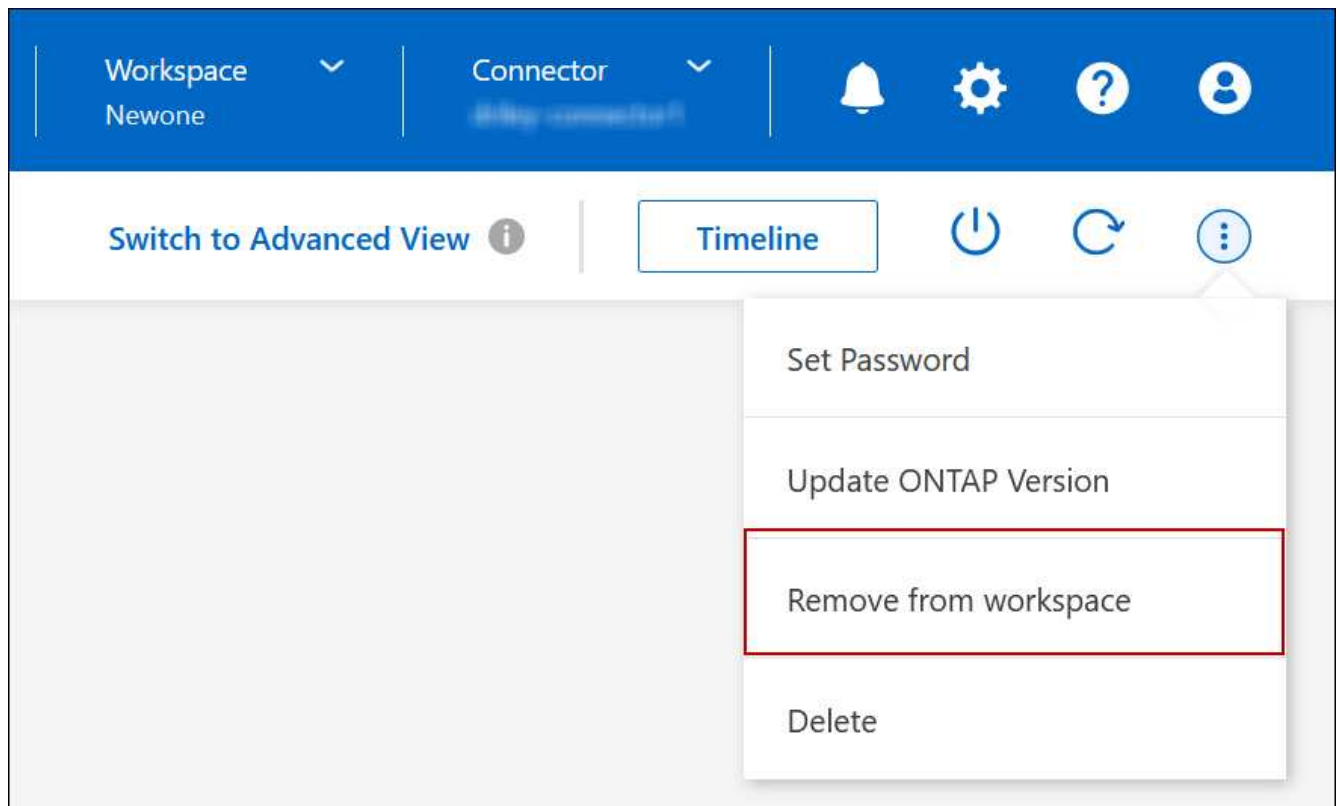 Workspace
Newone
Connector
Switch to Advanced View
Timeline
Set Password
Update ONTAP Version
Remove from workspace
Delete